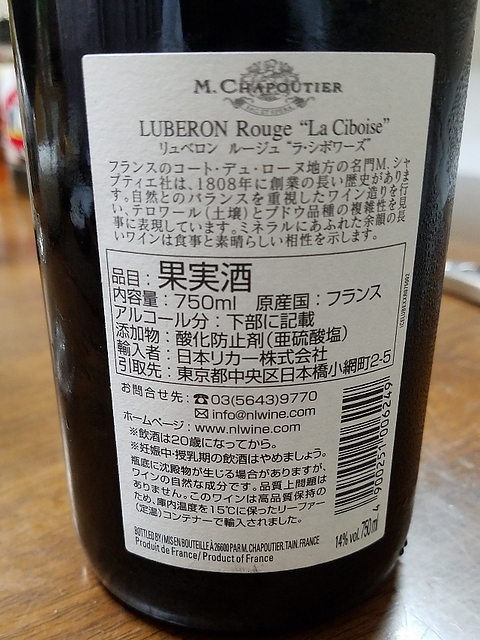 M. CHAPOUTIER
LUBERON Rouge "La Ciboise"
リュベロン ルージュ "ラ・シボワーズ"
フランスのコート・デュ・ローヌ地方の名門M. シャ
プティエ社は、1808年に創業の長い歴史がありま
す。自然とのバランスを重視したワイン造りを行
い、テロワール(土壌)とブドウ品種の複雑性を見
事に表現しています。ミネラルにあふれた余韻の長
いワインは食事と素晴らしい相性を示します。
品目:果実酒
内容量:750ml 原産国:フランス
アルコール分:下部に記載
添加物:酸化防止剤(亜硫酸塩)
輸入者:日本リカー株式会社
引取先:東京都中央区日本橋小網町2-5
お問合せ先:☎03(5643)9770
✉info@nlwine.com
ホームページ:www.nlwine.com
※飲酒は20歳になってから。
※妊娠中・授乳期の飲酒はやめましょう。
瓶底に沈殿物が生じる場合がありますが、
ワインの自然な成分です。品質上問題は
ありません。このワインは高品質保持の
ため、庫内温度を15℃に保ったリーファー
(定温)コンテナーで輸入されました。
4 990925 006249
BOTTLED BY/MIS EN BOUTEILLE À 26600 PAR M. CHAPOUTIER. TAIN. FRANCE
Produit de France/ Product of France
14% vol. 750 ml